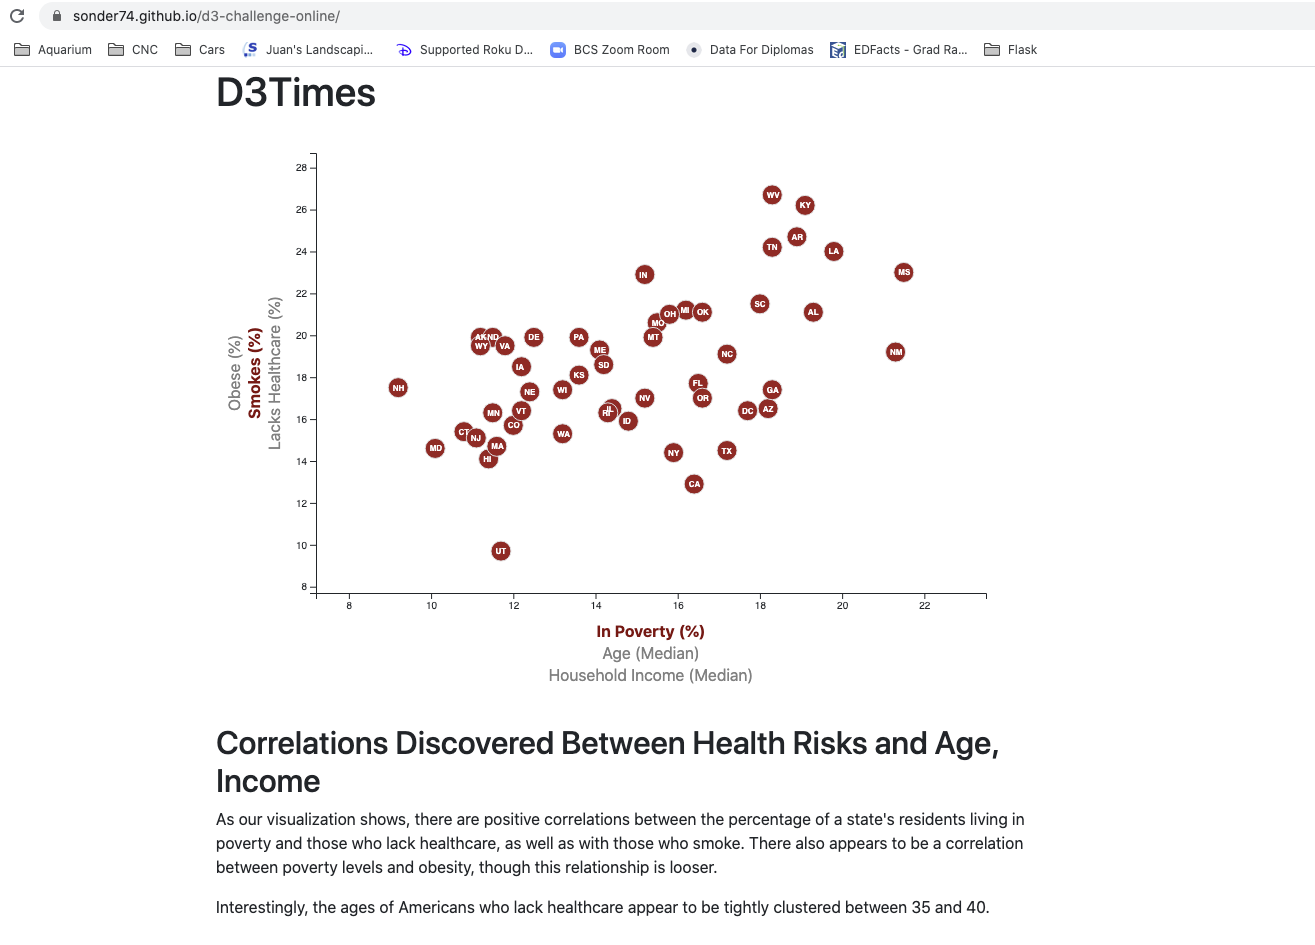 sonder74.github.io/d3-challenge-online/
Aquarium CNC Cars Juan's Landscapi... Supported Roku D... BCS Zoom Room Data For Diplomas EDFacts - Grad Ra... Flask
D3Times
28
26
24
22
20
18
16
14
12
10
8
Obese (%)
Smokes (%)
Lacks Healthcare (%)
WV
KY
AR
TN
LA
MS
IN
SC
AL
MI
OH
OK
MO
MT
AK
ND
WY
VA
DE
PA
ME
SD
NC
NM
IA
KS
NH
NE
WI
FL
OR
GA
NV
DC
AZ
MN
VT
IL
RI
ID
CO
CT
NJ
WA
MD
MA
HI
NY
TX
CA
UT
8 10 12 14 16 18 20 22
In Poverty (%)
Age (Median)
Household Income (Median)
Correlations Discovered Between Health Risks and Age,
Income
As our visualization shows, there are positive correlations between the percentage of a state's residents living in
poverty and those who lack healthcare, as well as with those who smoke. There also appears to be a correlation
between poverty levels and obesity, though this relationship is looser.
Interestingly, the ages of Americans who lack healthcare appear to be tightly clustered between 35 and 40.